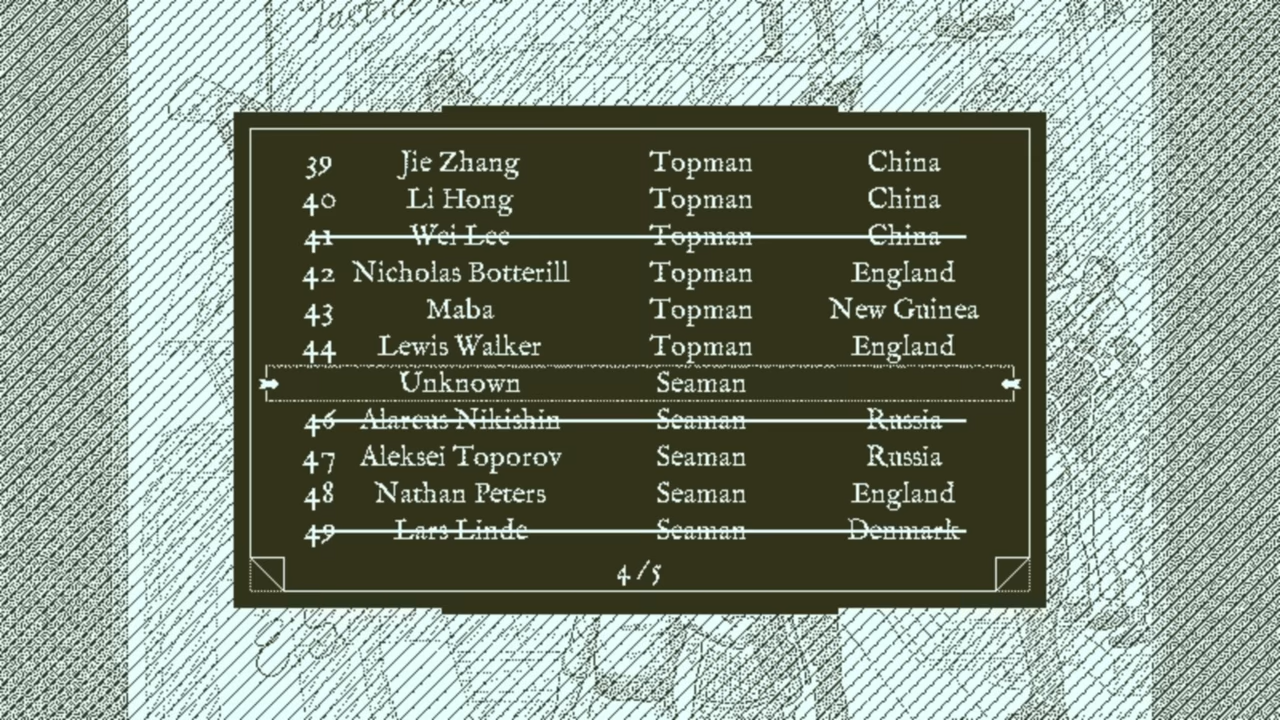 Tactic
39 Jie Zhang Topman China
40 Li Hong Topman China
41 Wei Lee Topman China
42 Nicholas Botterill Topman England
43 Maba Topman New Guinea
44 Lewis Walker Topman England
Unknown Seaman
46 Alarcus Nikishin Seaman Russia
47 Aleksei Toporov Seaman Russia
48 Nathan Peters Seaman England
49 Lars Linde Seaman Denmark
4/5